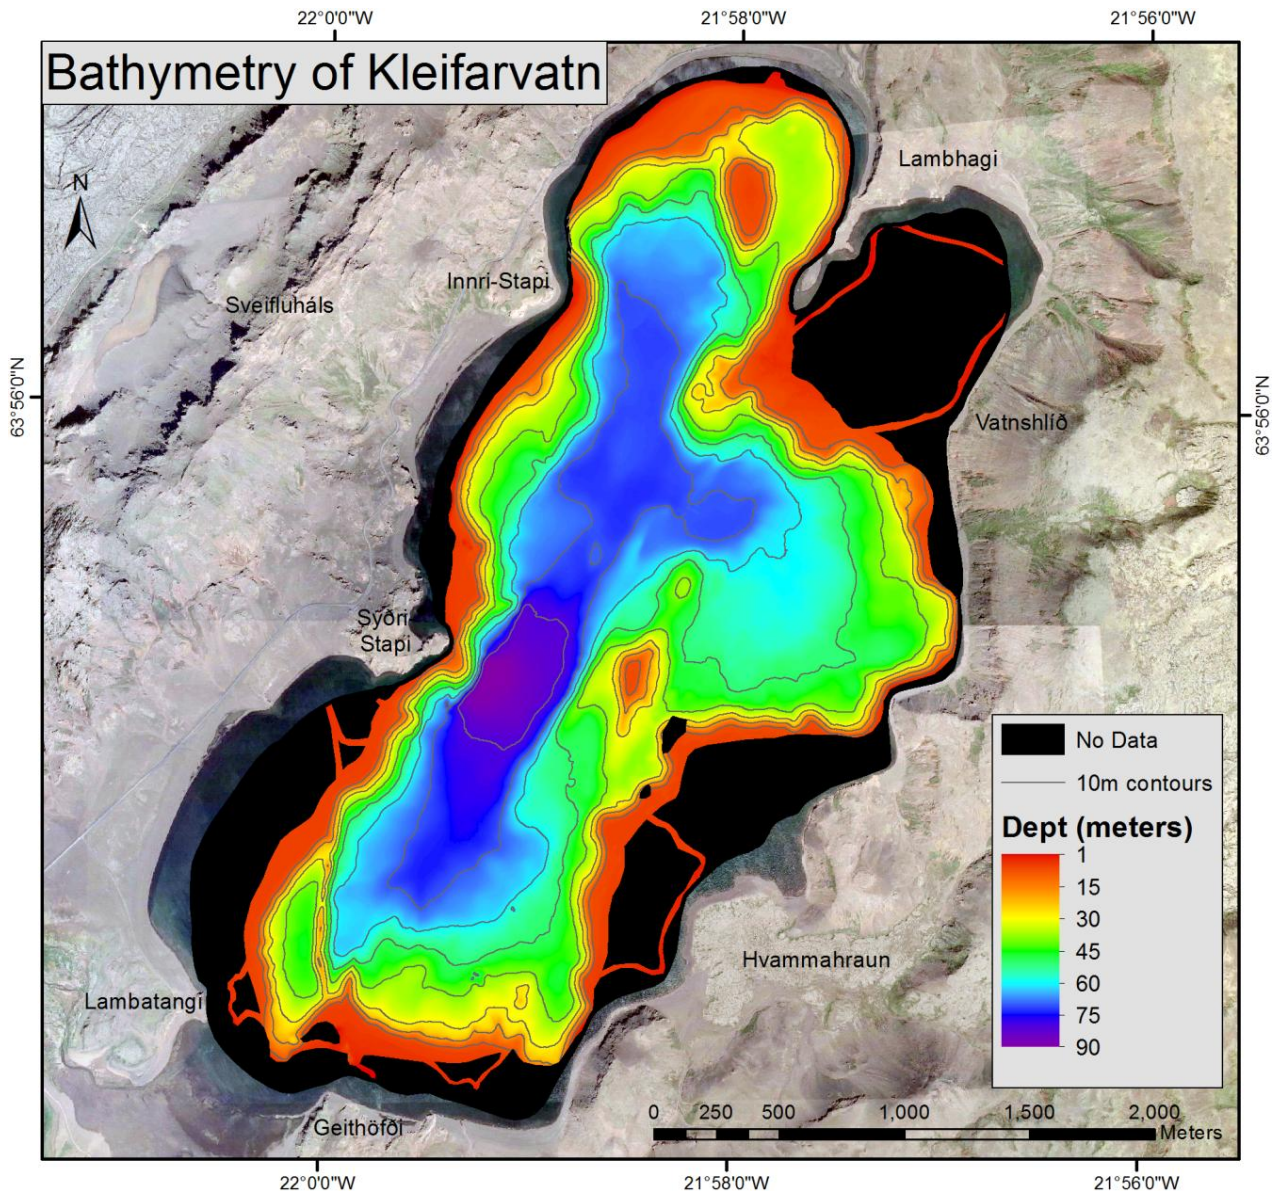 22°0'0"W 21°58'0"W 21°56'0"W
Bathymetry of Kleifarvatn
Lambhagi
N
Innri-Stapi
Sveifluháls
63°56'0"N
63°56'0"N
Vatnshlíð
Syðri-
Stapi
No Data
10m contours
Dept (meters)
1
15
30
45
60
75
90
Hvammahraun
Lambatangi
Geithöfði
0 250 500 1,000 1,500 2,000
Meters
22°0'0"W 21°58'0"W 21°56'0"W